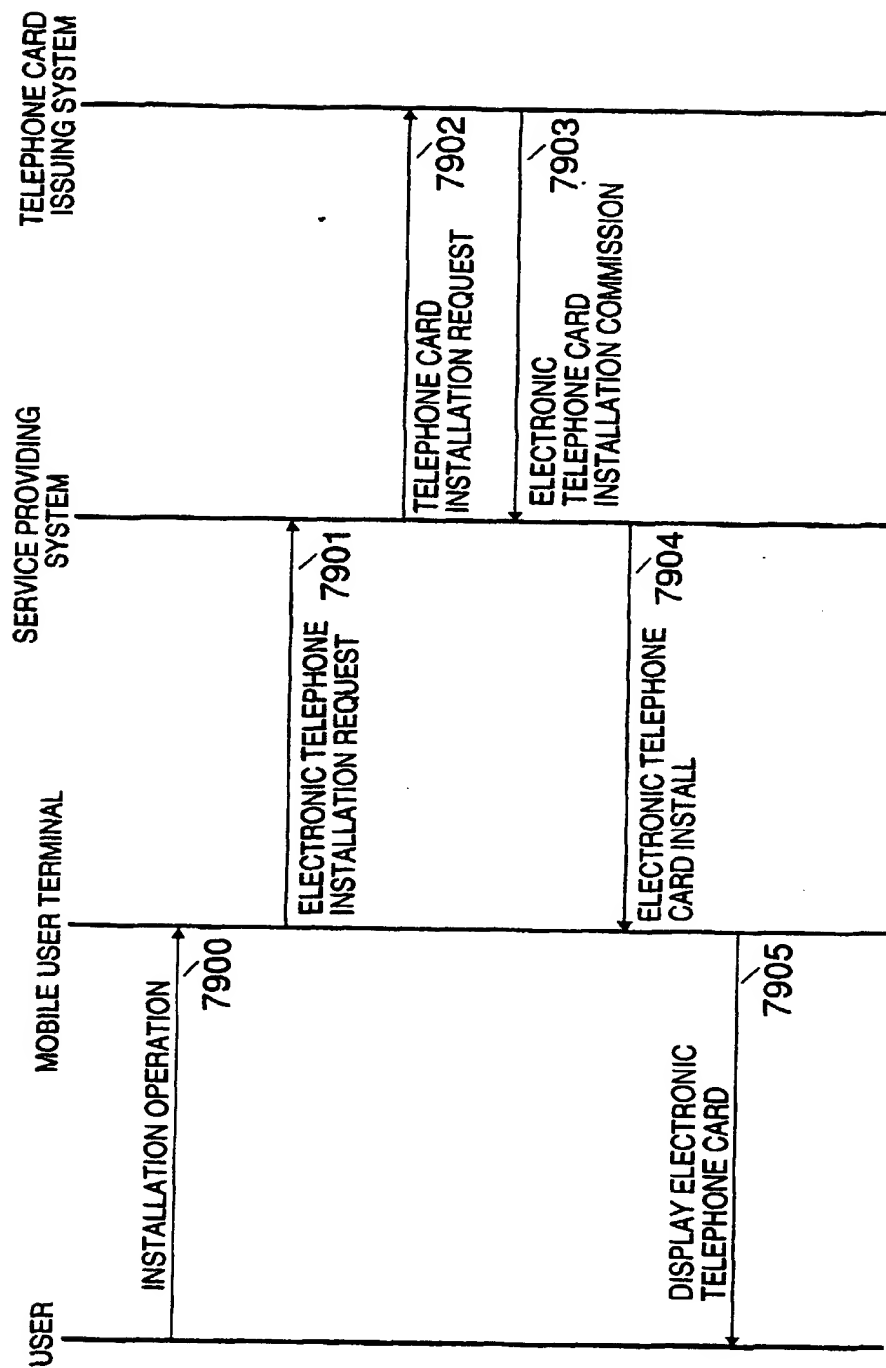 USER
MOBILE USER TERMINAL
SERVICE PROVIDING
SYSTEM
TELEPHONE CARD
ISSUING SYSTEM
INSTALLATION OPERATION
7900
ELECTRONIC TELEPHONE
INSTALLATION REQUEST
7901
TELEPHONE CARD
INSTALLATION REQUEST
7902
ELECTRONIC
TELEPHONE CARD
INSTALLATION COMMISSION
7903
ELECTRONIC TELEPHONE
CARD INSTALL
7904
DISPLAY ELECTRONIC
TELEPHONE CARD
7905